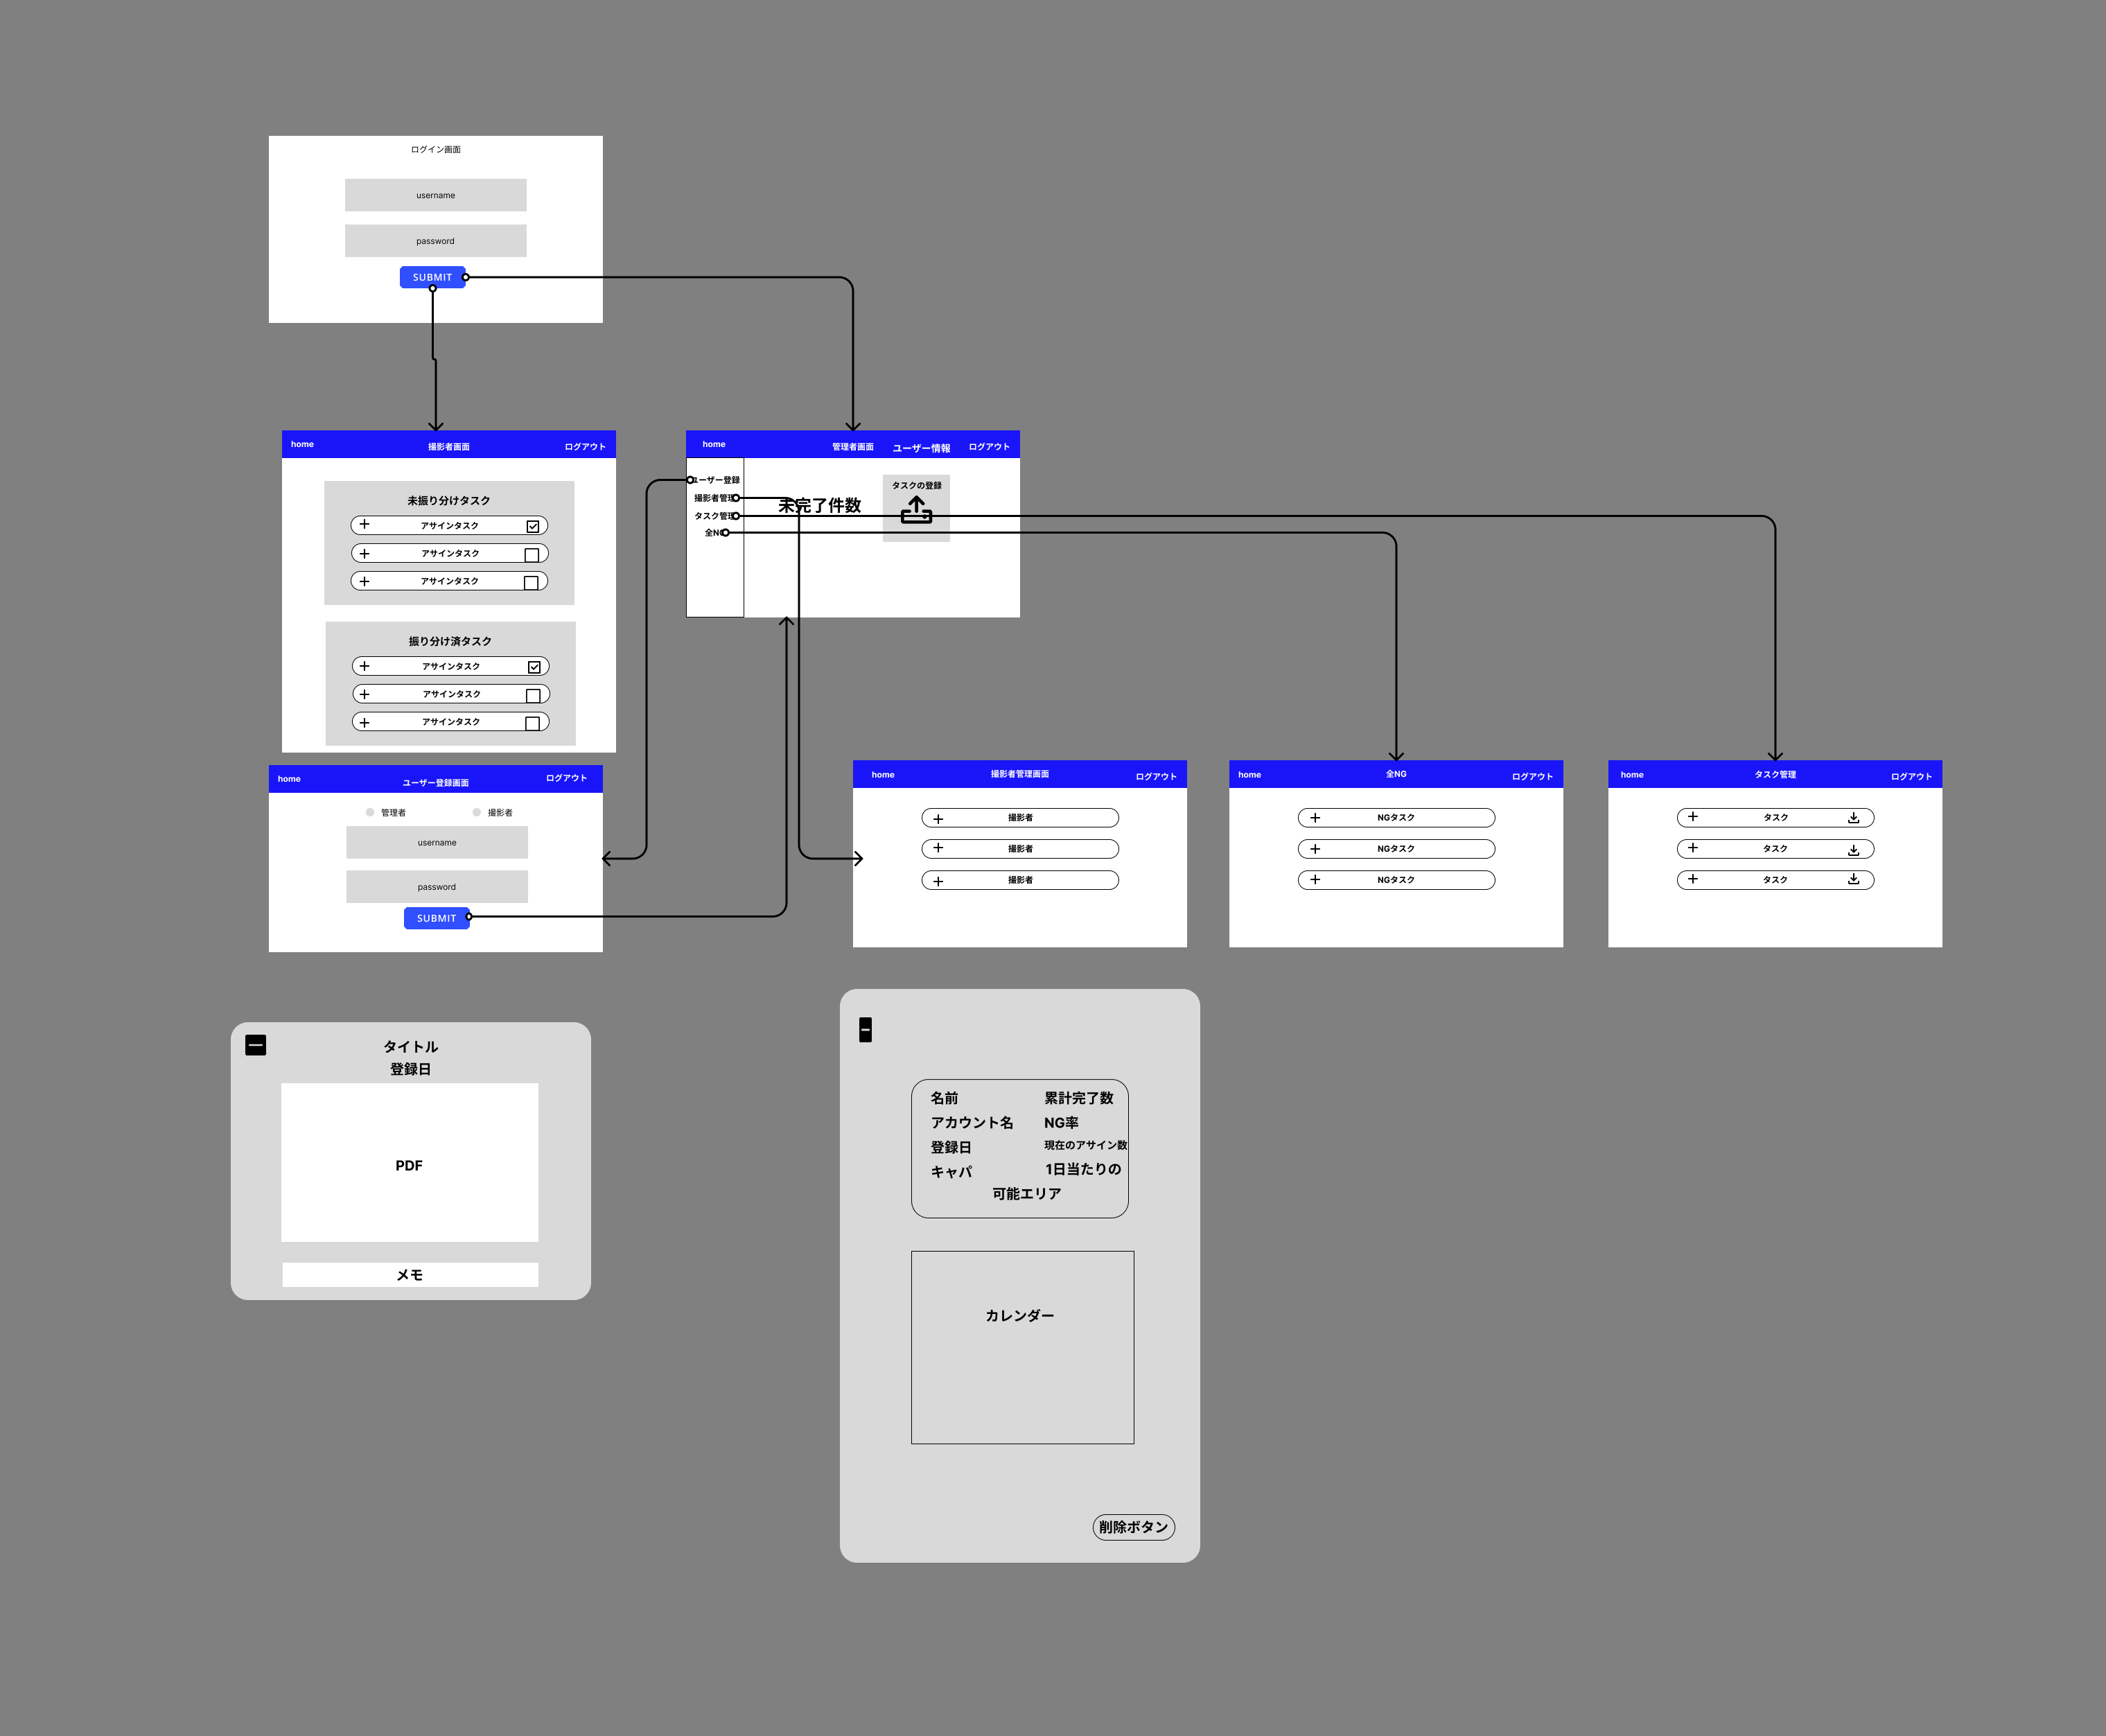 ログイン画面
username
password
SUBMIT
home
撮影者画面
ログアウト
未振り分けタスク
アサインタスク
アサインタスク
アサインタスク
振り分け済タスク
アサインタスク
アサインタスク
アサインタスク
home
管理者画面
ユーザー情報
ログアウト
ユーザー登録
撮影者管理
タスク管理
全NG
未完了件数
タスクの登録
home
ユーザー登録画面
ログアウト
管理者
撮影者
username
password
SUBMIT
home
撮影者管理画面
ログアウト
撮影者
撮影者
撮影者
home
全NG
ログアウト
NGタスク
NGタスク
NGタスク
home
タスク管理
ログアウト
タスク
タスク
タスク
タイトル
登録日
PDF
メモ
名前
累計完了数
アカウント名
NG率
登録日
現在のアサイン数
キャパ
1日当たりの
可能エリア
カレンダー
削除ボタン